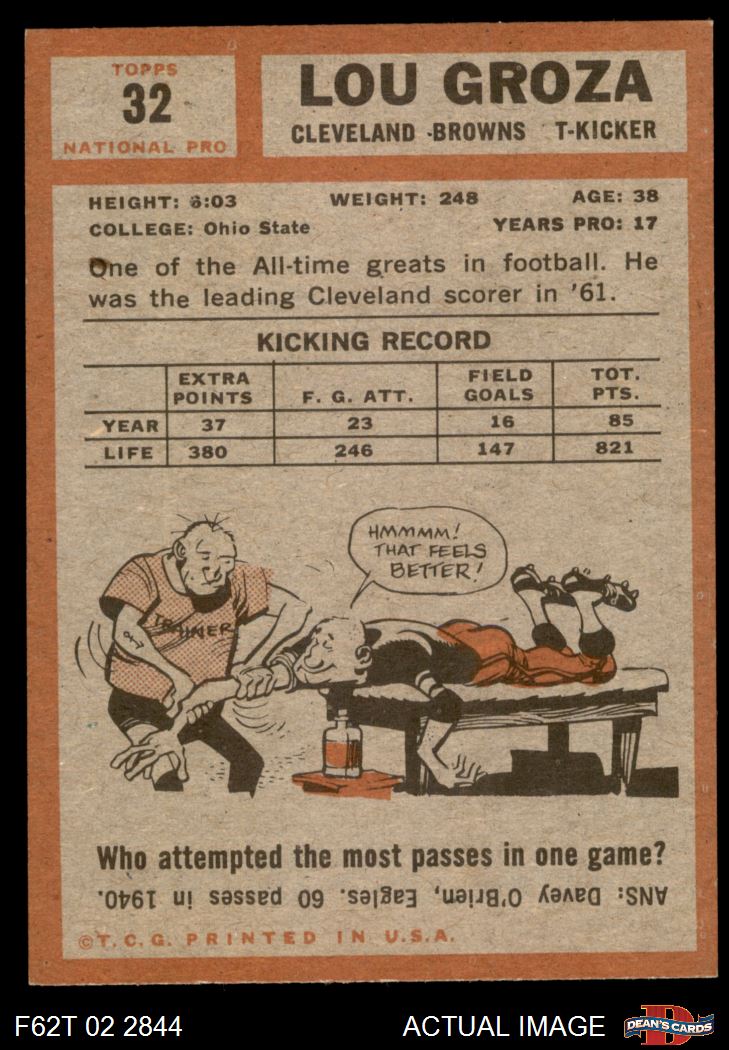 TOPPS
32
NATIONAL PRO
LOU GROZA
CLEVELAND BROWNS T-KICKER
HEIGHT: 6:03 WEIGHT: 248 AGE: 38
COLLEGE: Ohio State YEARS PRO: 17
One of the All-time greats in football. He
was the leading Cleveland scorer in '61.
KICKING RECORD
EXTRA POINTS F. G. ATT. FIELD GOALS TOT. PTS.
YEAR 37 23 16 85
LIFE 380 246 147 821
HMMMM!
THAT FEELS
BETTER!
TRAINER
Who attempted the most passes in one game?
ANS: Davey O'Brien, Eagles. 60 passes in 1940.
©T.C.G. PRINTED IN U.S.A.
F62T 02 2844 ACTUAL IMAGE
DEAN'S CARDS